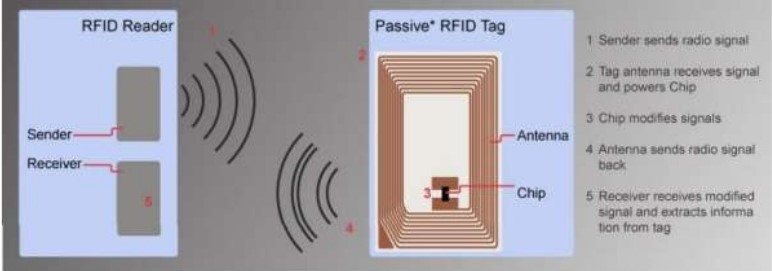 RFID Reader
1
Sender
Receiver
5
Passive* RFID Tag
2
Antenna
3
Chip
4
1 Sender sends radio signal
2 Tag antenna receives signal
and powers Chip
3 Chip modifies signals
4 Antenna sends radio signal
back
5 Receiver receives modified
signal and extracts informa
tion from tag